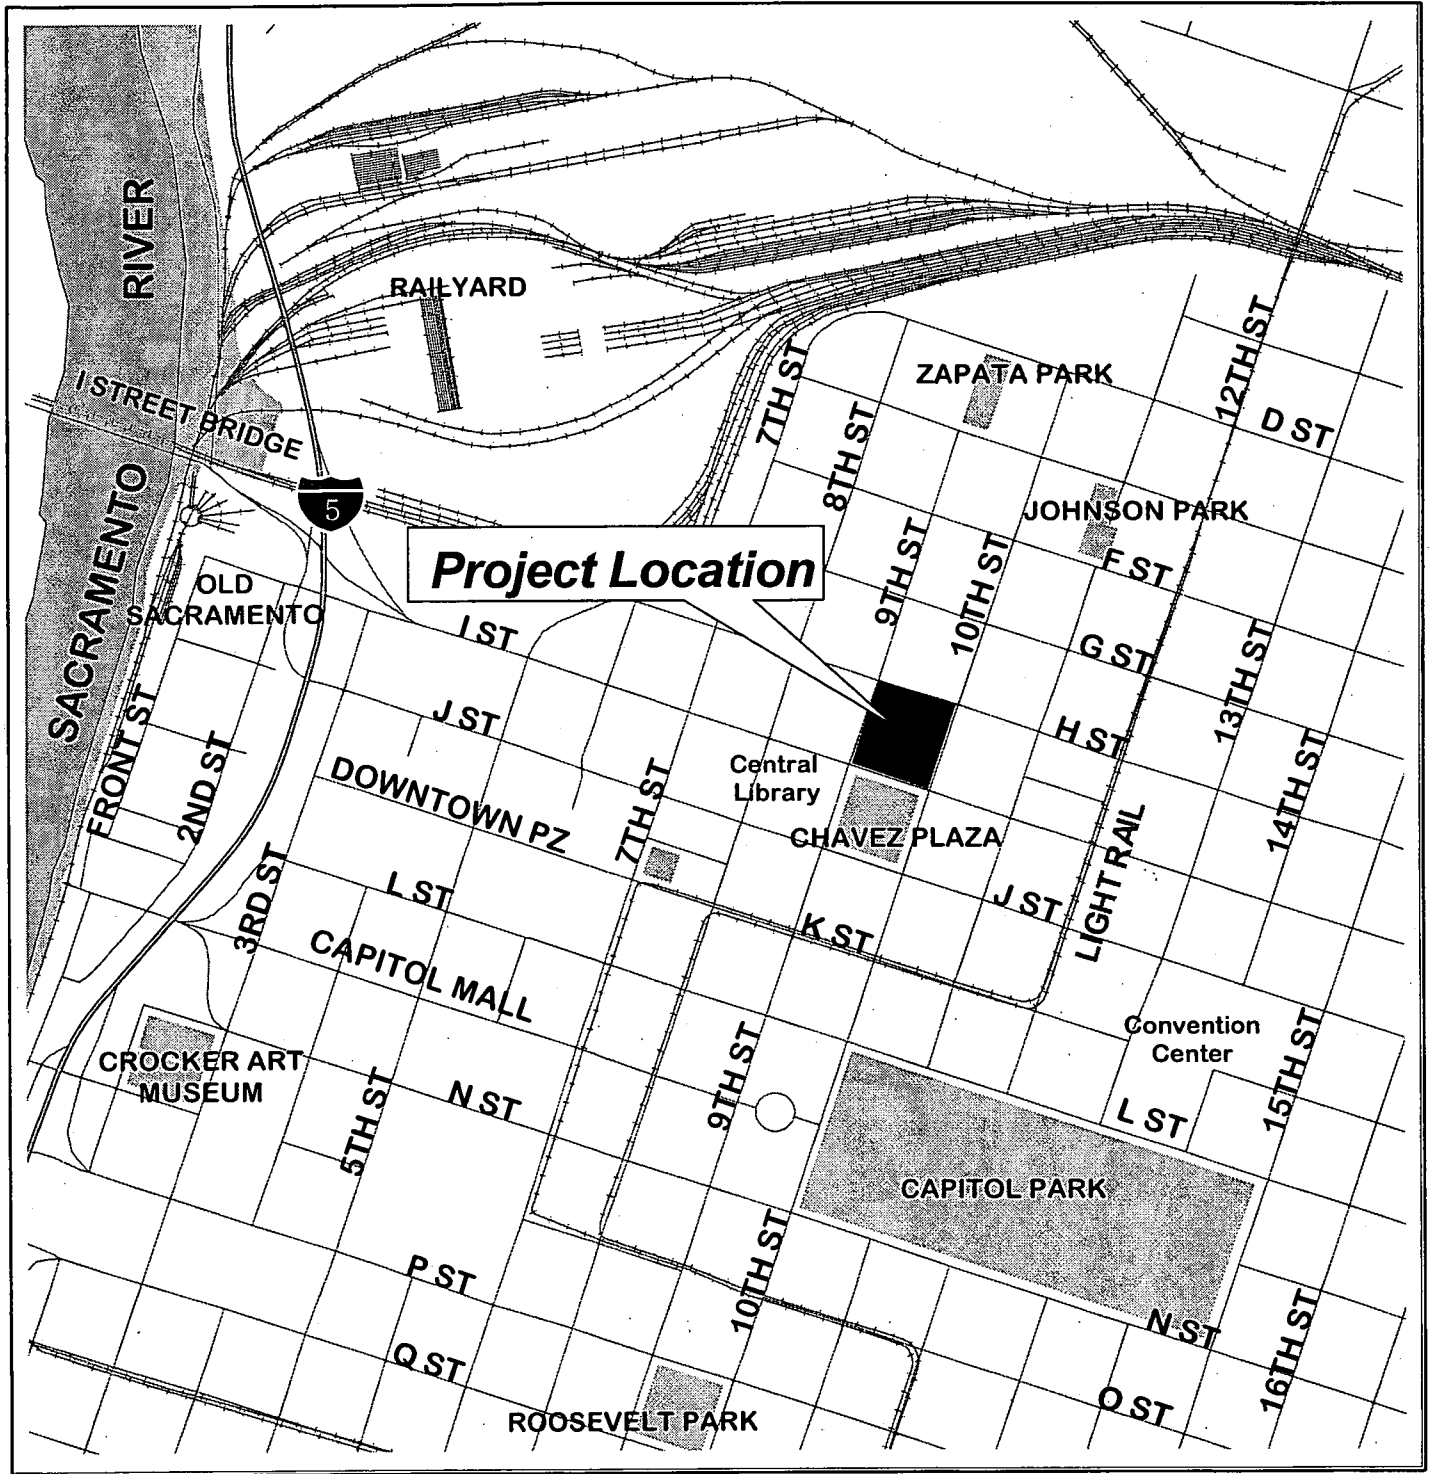 RIVER
RAILYARD
12TH ST
ZAPATA PARK
7TH ST
D ST
I STREET BRIDGE
8TH ST
5
JOHNSON PARK
SACRAMENTO
9TH ST
10TH ST
F ST
Project Location
OLD
SACRAMENTO
I ST
G ST
13TH ST
FRONT ST
J ST
H ST
2ND ST
DOWNTOWN PZ
7TH ST
Central
Library
CHAVEZ PLAZA
14TH ST
LIGHT RAIL
3RD ST
L ST
J ST
K ST
CAPITOL MALL
Convention
Center
15TH ST
CROCKER ART
MUSEUM
9TH ST
N ST
5TH ST
L ST
CAPITOL PARK
10TH ST
P ST
N ST
16TH ST
Q ST
O ST
ROOSEVELT PARK